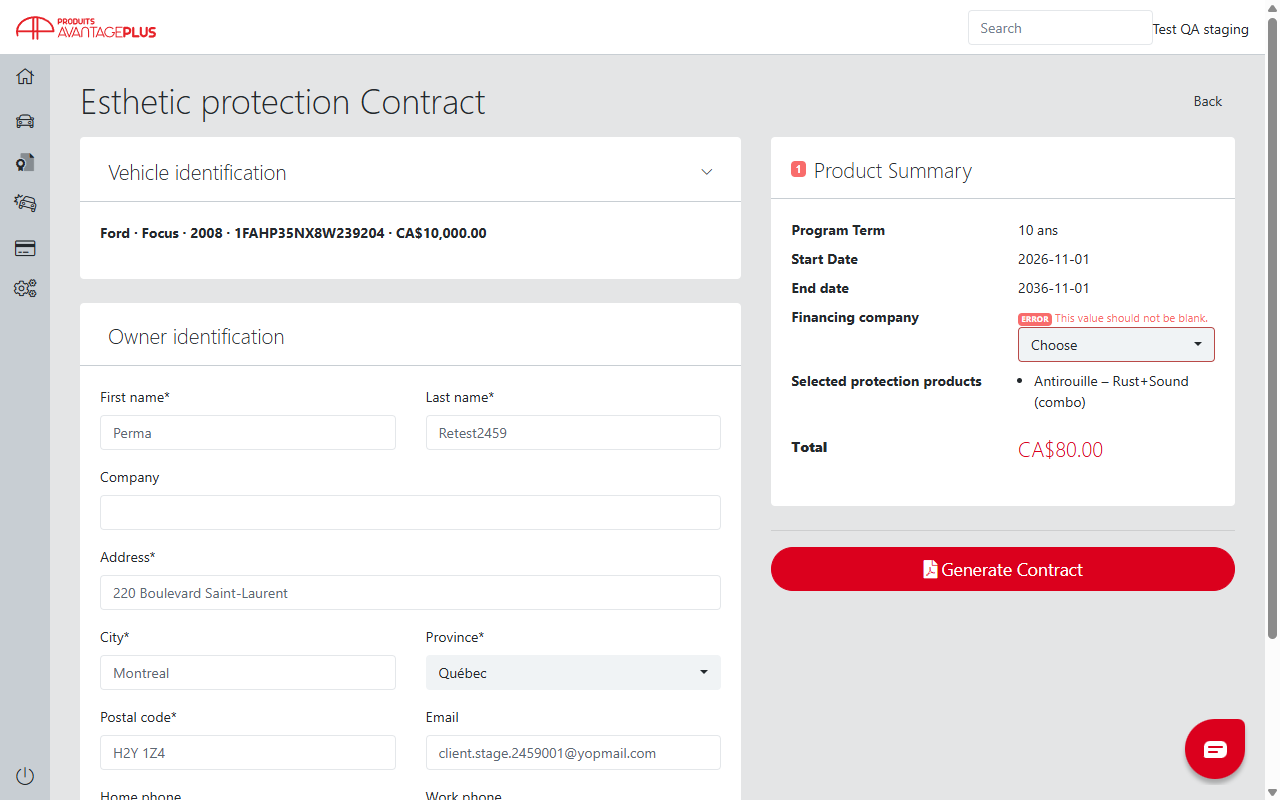 PRODUITS
AVANTAGEPLUS
Search
Test QA staging
Esthetic protection Contract
Back
Vehicle identification
Ford · Focus · 2008 · 1FAHP35NX8W239204 · CA$10,000.00
Owner identification
First name*
Last name*
Perma
Retest2459
Company
Address*
220 Boulevard Saint-Laurent
City*
Province*
Montreal
Québec
Postal code*
Email
H2Y 1Z4
client.stage.2459001@yopmail.com
Home phone
Work phone
1 Product Summary
Program Term
10 ans
Start Date
2026-11-01
End date
2036-11-01
Financing company
ERROR This value should not be blank.
Choose
Selected protection products
• Antirouille – Rust+Sound
(combo)
Total
CA$80.00
Generate Contract